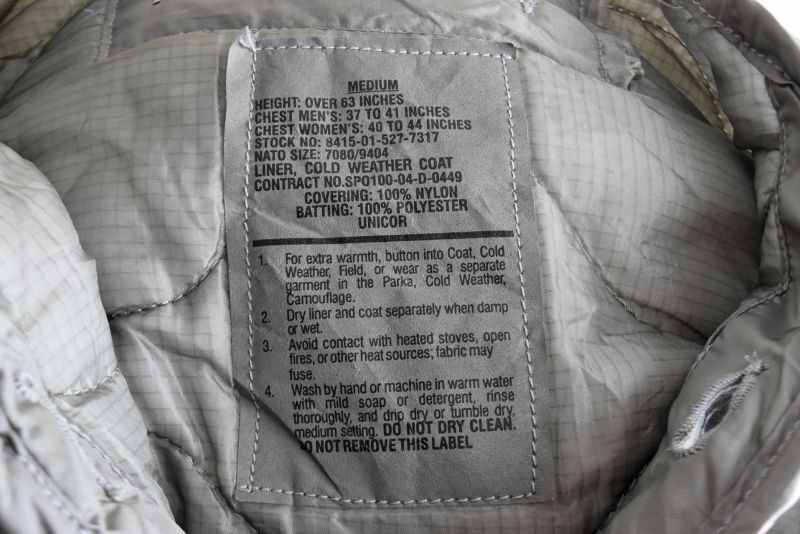 MEDIUM
HEIGHT: OVER 63 INCHES
CHEST MEN'S: 37 TO 41 INCHES
CHEST WOMEN'S: 40 TO 44 INCHES
STOCK NO: 8415-01-527-7317
NATO SIZE: 7080/9404
LINER, COLD WEATHER COAT
CONTRACT NO.SPO100-04-D-0449
COVERING: 100% NYLON
BATTING: 100% POLYESTER
UNICOR
1. For extra warmth, button into Coat, Cold
Weather, Field, or wear as a separate
garment in the Parka, Cold Weather,
Camouflage.
2. Dry liner and coat separately when damp
or wet.
3. Avoid contact with heated stoves, open
fires, or other heat sources; fabric may
fuse.
4. Wash by hand or machine in warm water
with mild soap or detergent, rinse
thoroughly, and drip dry or tumble dry,
medium setting. DO NOT DRY CLEAN.
DO NOT REMOVE THIS LABEL